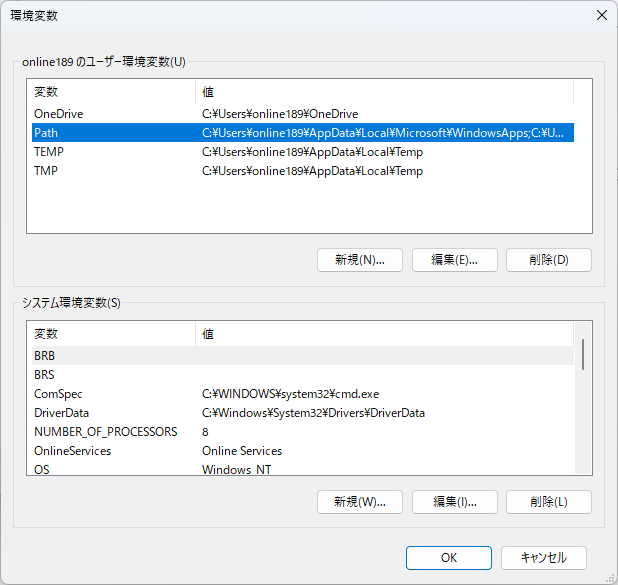 環境変数
online189 のユーザー環境変数(U)
変数 値
OneDrive C:¥Users¥online189¥OneDrive
Path C:¥Users¥online189¥AppData¥Local¥Microsoft¥WindowsApps;C:¥U...
TEMP C:¥Users¥online189¥AppData¥Local¥Temp
TMP C:¥Users¥online189¥AppData¥Local¥Temp
新規(N)... 編集(E)... 削除(D)
システム環境変数(S)
変数 値
BRB
BRS
ComSpec C:¥WINDOWS¥system32¥cmd.exe
DriverData C:¥Windows¥System32¥Drivers¥DriverData
NUMBER_OF_PROCESSORS 8
OnlineServices Online Services
OS Windows_NT
新規(W)... 編集(I)... 削除(L)
OK キャンセル